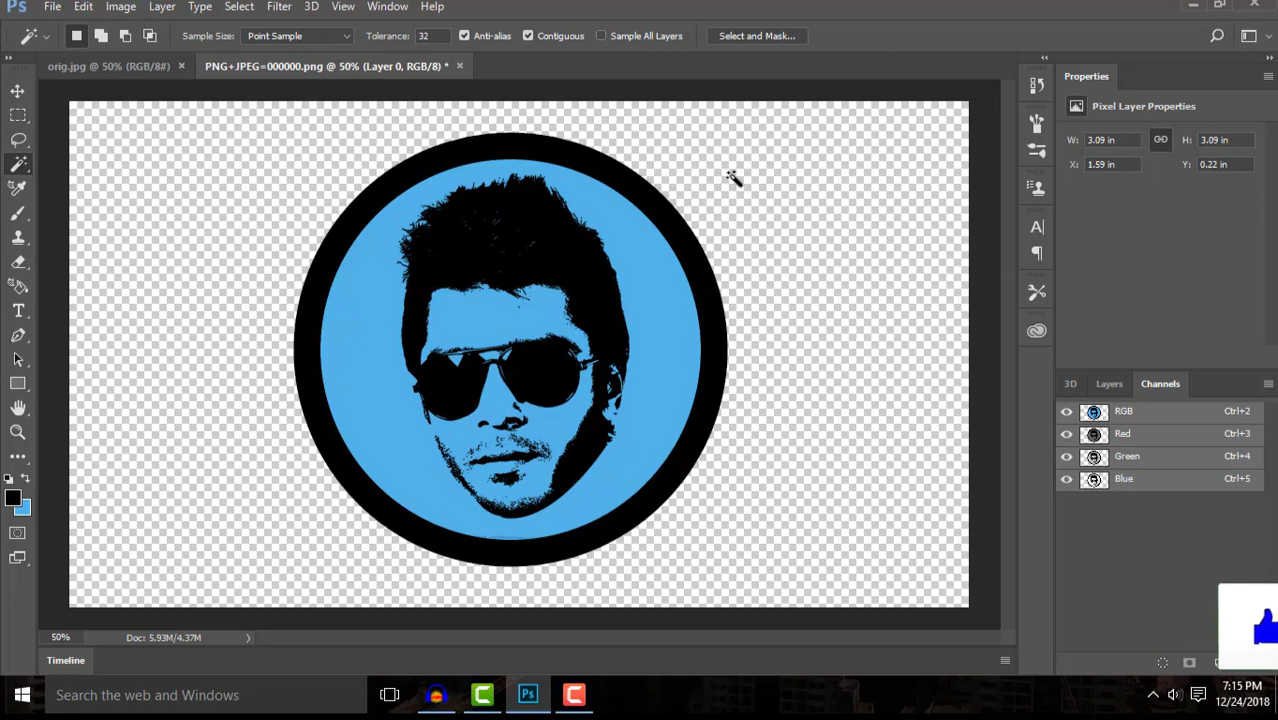 Ps File Edit Image Layer Type Select Filter 3D View Window Help
Sample Size: Point Sample Tolerance: 32 Anti-alias Contiguous Sample All Layers Select and Mask...
orig.jpg @ 50% (RGB/8#) × PNG+JPEG=000000.png @ 50% (Layer 0, RGB/8) * ×
Properties
Pixel Layer Properties
W: 3.09 in H: 3.09 in
X: 1.59 in Y: 0.22 in
3D Layers Channels
RGB Ctrl+2
Red Ctrl+3
Green Ctrl+4
Blue Ctrl+5
50% Doc: 5.93M/4.37M
Timeline
Search the web and Windows
Ps
7:15 PM
12/24/2018